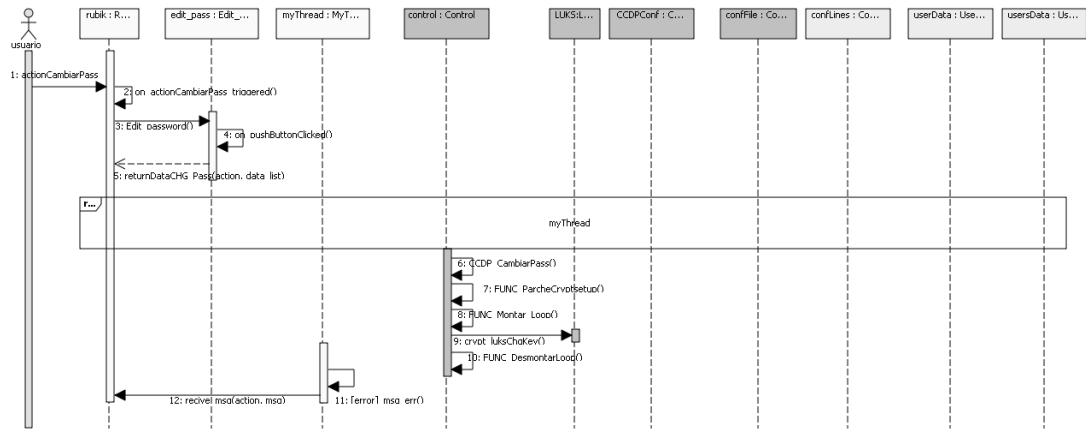 rubik : R...
edit_pass : Edit_...
myThread : MyT...
control : Control
LUKS:L...
CCDPConf : C...
confFile : Co...
confLines : Co...
userData : Use...
usersData : Us...
usuario
1: actionCambiarPass
2: on_actionCambiarPass_triggered()
3: Edit_password()
4: on_pushButtonClicked()
5: returnDataCHG_Pass(action, data_list)
r...
myThread
6: CCDP_CambiarPass()
7: FUNC_ParcheCryptsetup()
8: FUNC_Montar_Loop()
9: crypt_luksChgKey()
10: FUNC_DesmontarLoop()
11: [error] msg_err()
12: recive_msg(action, msg)